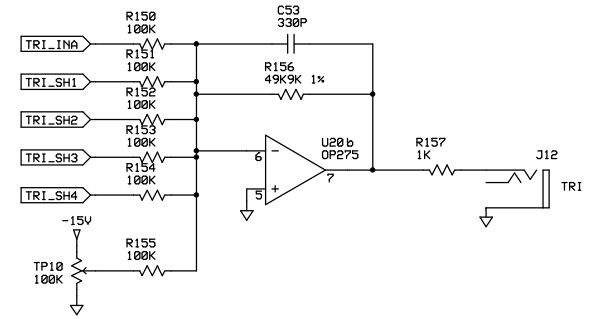 C53
330P
R150
100K
TRI_INA
R151
100K
R156
49K9K 1%
TRI_SH1
R152
100K
TRI_SH2
R153
100K
TRI_SH3
6
−
U20b
OP275
R157
1K
J12
7
TRI
R154
100K
TRI_SH4
5
+
-15V
R155
100K
TP10
100K